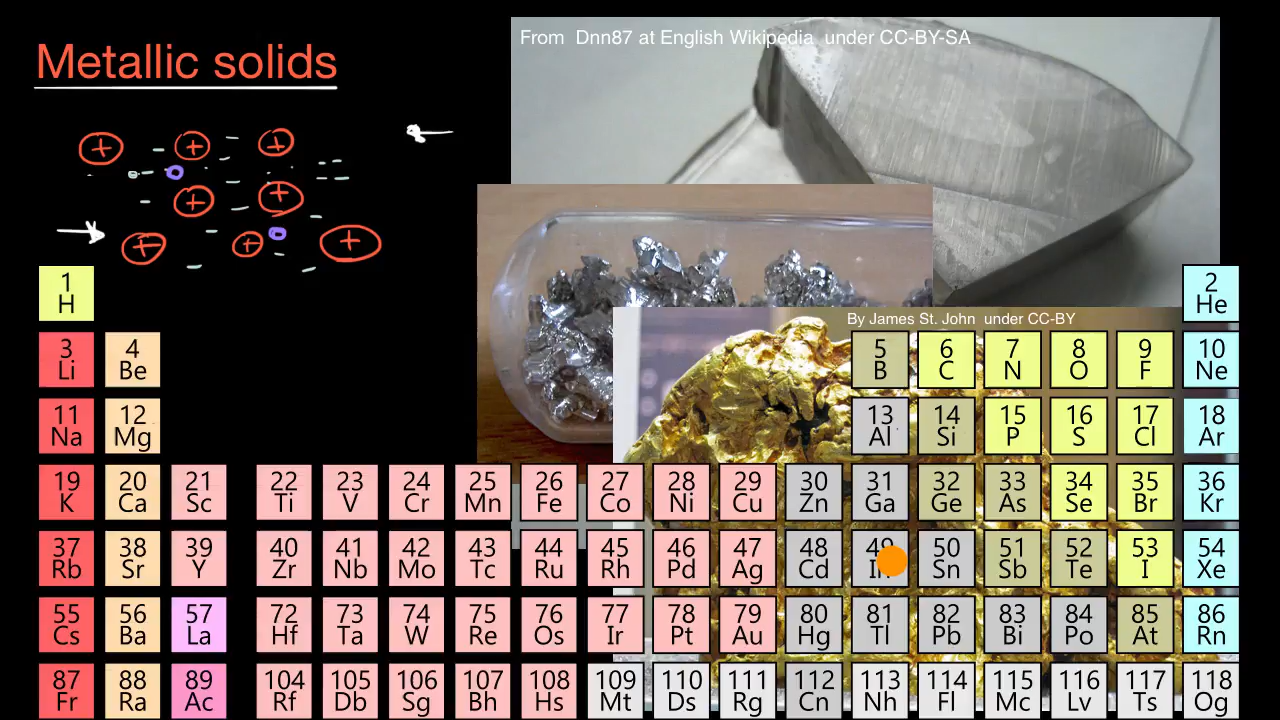 From Dnn87 at English Wikipedia under CC-BY-SA
Metallic solids
+ - + - - +
- - - - - -
- + - + -
+ - + - +
- -
1 2
H He
By James St. John under CC-BY
3 4 5 6 7 8 9 10
Li Be B C N O F Ne
11 12 13 14 15 16 17 18
Na Mg Al Si P S Cl Ar
19 20 21 22 23 24 25 26 27 28 29 30 31 32 33 34 35 36
K Ca Sc Ti V Cr Mn Fe Co Ni Cu Zn Ga Ge As Se Br Kr
37 38 39 40 41 42 43 44 45 46 47 48 49 50 51 52 53 54
Rb Sr Y Zr Nb Mo Tc Ru Rh Pd Ag Cd In Sn Sb Te I Xe
55 56 57 72 73 74 75 76 77 78 79 80 81 82 83 84 85 86
Cs Ba La Hf Ta W Re Os Ir Pt Au Hg Tl Pb Bi Po At Rn
87 88 89 104 105 106 107 108 109 110 111 112 113 114 115 116 117 118
Fr Ra Ac Rf Db Sg Bh Hs Mt Ds Rg Cn Nh Fl Mc Lv Ts Og